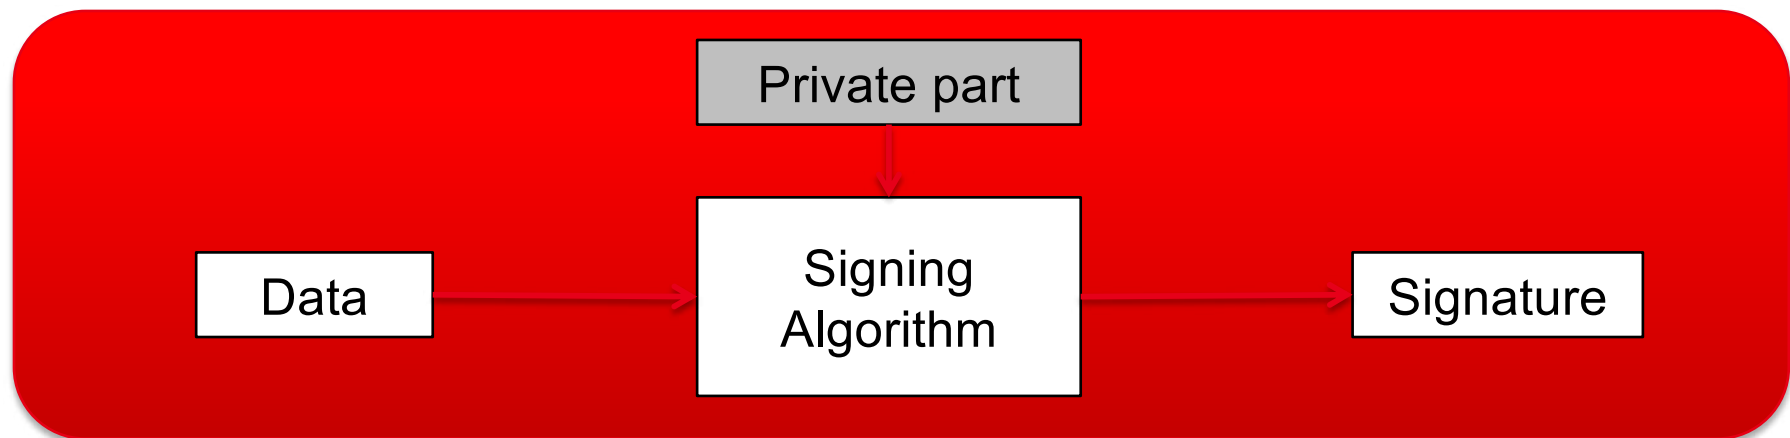 Private part
Data
Signing
Algorithm
Signature